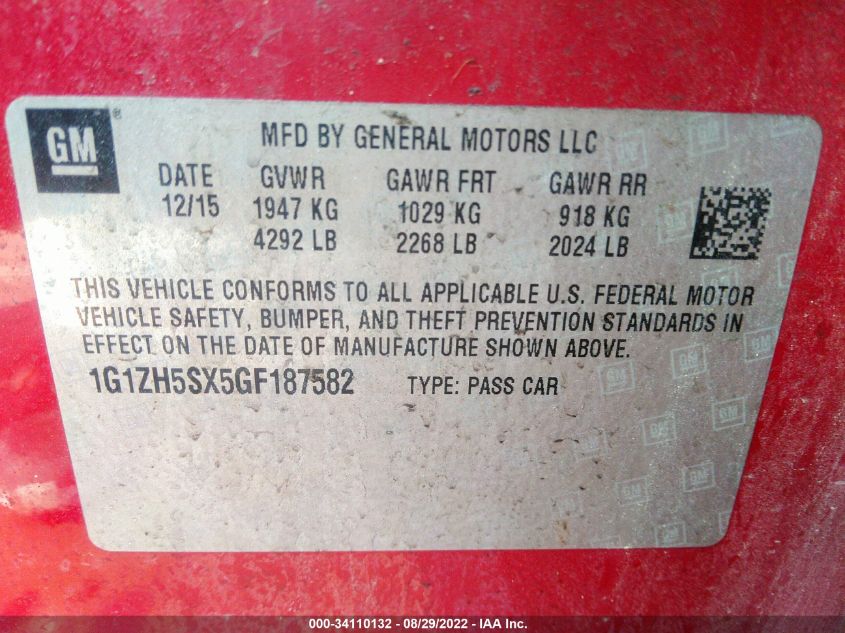 GM ®
MFD BY GENERAL MOTORS LLC
DATE GVWR GAWR FRT GAWR RR
12/15 1947 KG 1029 KG 918 KG
4292 LB 2268 LB 2024 LB
THIS VEHICLE CONFORMS TO ALL APPLICABLE U.S. FEDERAL MOTOR
VEHICLE SAFETY, BUMPER, AND THEFT PREVENTION STANDARDS IN
EFFECT ON THE DATE OF MANUFACTURE SHOWN ABOVE.
1G1ZH5SX5GF187582 TYPE: PASS CAR
000-34110132 - 08/29/2022 - IAA Inc.